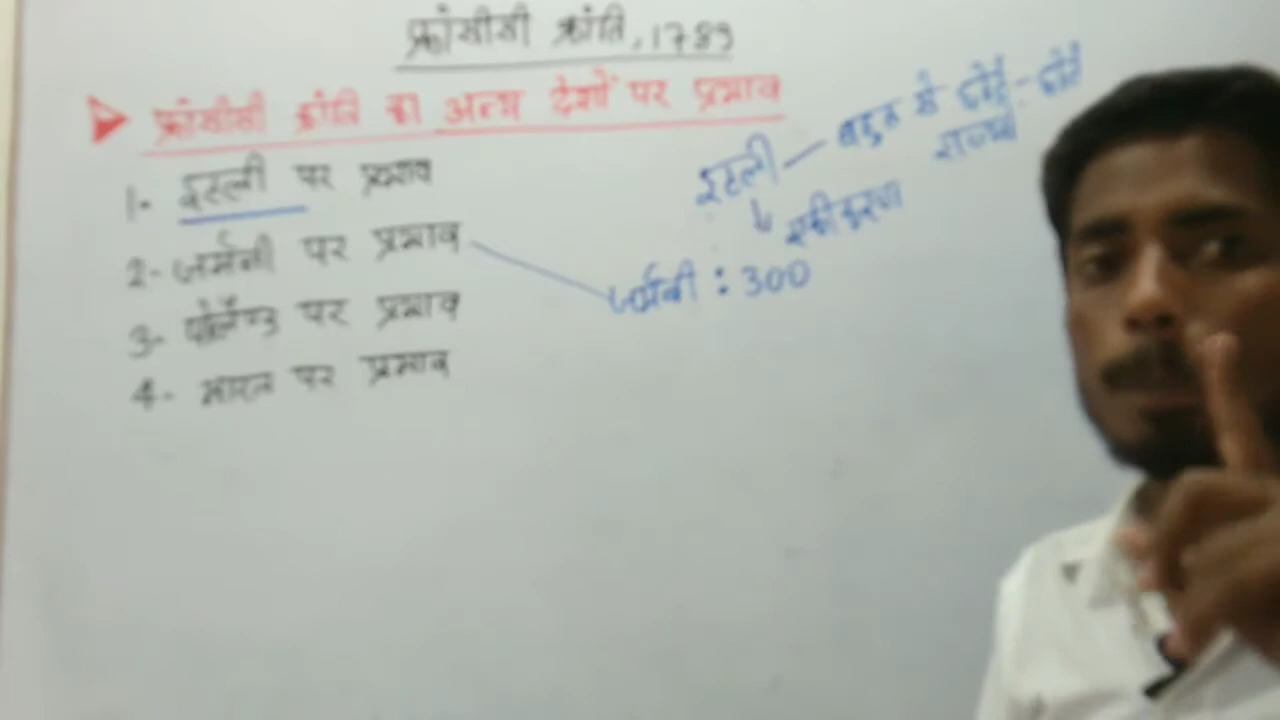 फ्रांसीसी क्रांति, 1789
फ्रांसीसी क्रांति का अन्य देशों पर प्रभाव
1- इटली पर प्रभाव
2- जर्मनी पर प्रभाव
3- पोलैण्ड पर प्रभाव
4- भारत पर प्रभाव
इटली — बहुत से छोटे-छोटे
राज्यों
एकीकरण
जर्मनी : 300